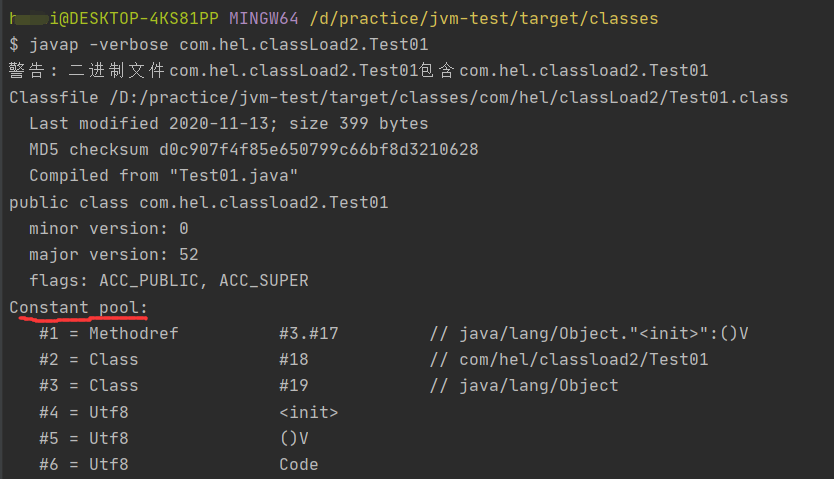 @DESKTOP-4KS81PP MINGW64 /d/practice/jvm-test/target/classes
$ javap -verbose com.hel.classLoad2.Test01
警告: 二进制文件com.hel.classLoad2.Test01包含com.hel.classload2.Test01
Classfile /D:/practice/jvm-test/target/classes/com/hel/classLoad2/Test01.class
  Last modified 2020-11-13; size 399 bytes
  MD5 checksum d0c907f4f85e650799c66bf8d3210628
  Compiled from "Test01.java"
public class com.hel.classload2.Test01
  minor version: 0
  major version: 52
  flags: ACC_PUBLIC, ACC_SUPER
Constant pool:
   #1 = Methodref          #3.#17         // java/lang/Object."<init>":()V
   #2 = Class              #18            // com/hel/classload2/Test01
   #3 = Class              #19            // java/lang/Object
   #4 = Utf8               <init>
   #5 = Utf8               ()V
   #6 = Utf8               Code